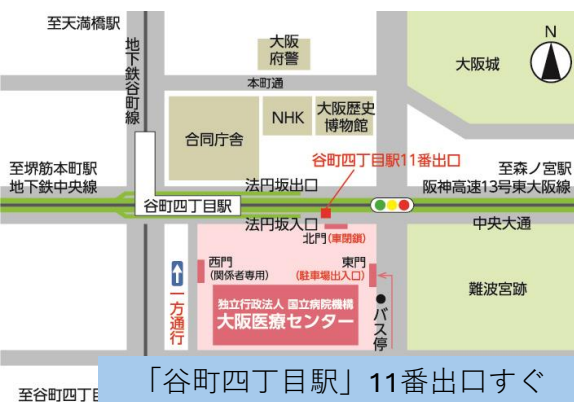 至天満橋駅
地下鉄谷町線
大阪
府警
大阪城
N
本町通
合同庁舎
NHK
大阪歴史
博物館
谷町四丁目駅11番出口
至堺筋本町駅
地下鉄中央線
法円坂出口
至森ノ宮駅
阪神高速13号東大阪線
谷町四丁目駅
法円坂入口
中央大通
北門(車閉鎖)
西門
(関係者専用)
東門
(駐車場出入口)
一方通行
独立行政法人 国立病院機構
大阪医療センター
バス停
難波宮跡
至谷町四丁目
「谷町四丁目駅」11番出口すぐ